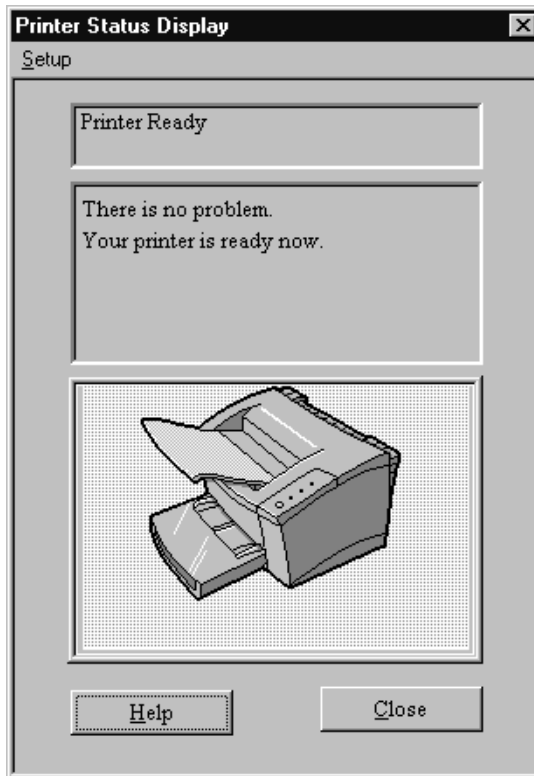 Printer Status Display
Setup
Printer Ready
There is no problem.
Your printer is ready now.
Help
Close